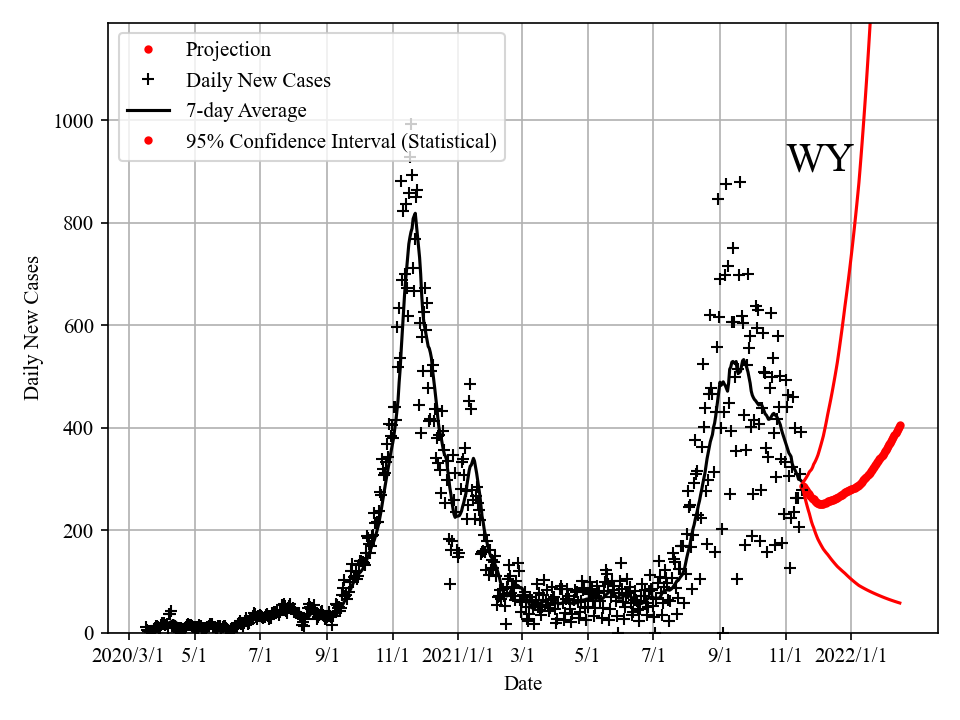 Projection
Daily New Cases
7-day Average
95% Confidence Interval (Statistical)
WY
1000
800
600
400
200
0
Daily New Cases
2020/3/1 5/1 7/1 9/1 11/1 2021/1/1 3/1 5/1 7/1 9/1 11/1 2022/1/1
Date